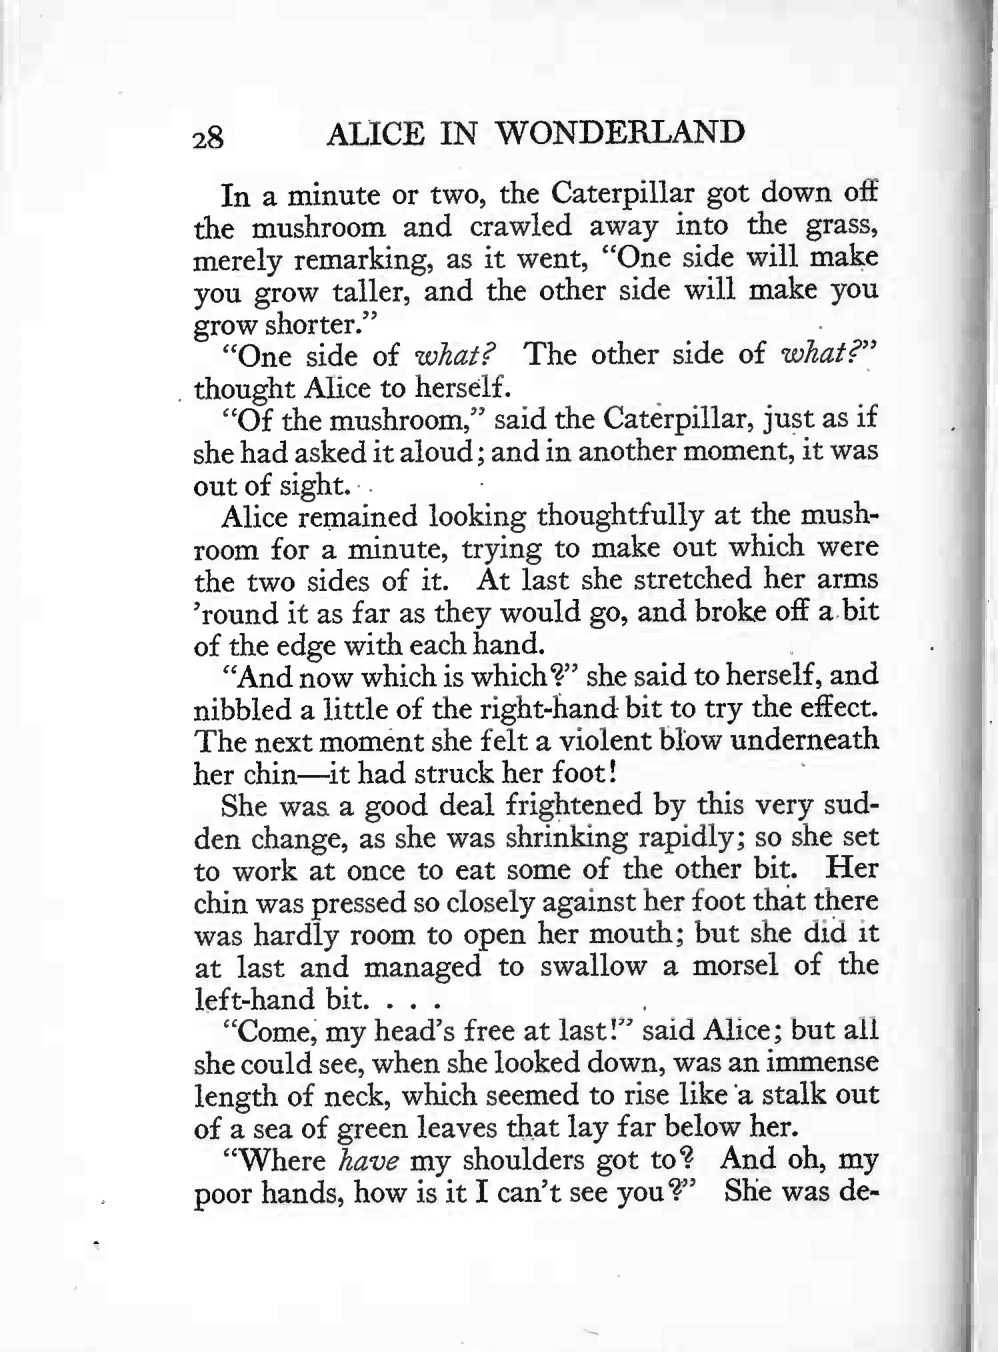 28 ALICE IN WONDERLAND
In a minute or two, the Caterpillar got down off
the mushroom and crawled away into the grass,
merely remarking, as it went, “One side will make
you grow taller, and the other side will make you
grow shorter.”
“One side of what? The other side of what?”
thought Alice to herself.
“Of the mushroom,” said the Caterpillar, just as if
she had asked it aloud; and in another moment, it was
out of sight.
Alice remained looking thoughtfully at the mush-
room for a minute, trying to make out which were
the two sides of it. At last she stretched her arms
’round it as far as they would go, and broke off a bit
of the edge with each hand.
“And now which is which?” she said to herself, and
nibbled a little of the right-hand bit to try the effect.
The next moment she felt a violent blow underneath
her chin—it had struck her foot!
She was a good deal frightened by this very sud-
den change, as she was shrinking rapidly; so she set
to work at once to eat some of the other bit. Her
chin was pressed so closely against her foot that there
was hardly room to open her mouth; but she did it
at last and managed to swallow a morsel of the
left-hand bit. . . .
“Come, my head’s free at last!” said Alice; but all
she could see, when she looked down, was an immense
length of neck, which seemed to rise like a stalk out
of a sea of green leaves that lay far below her.
“Where have my shoulders got to? And oh, my
poor hands, how is it I can’t see you?” She was de-